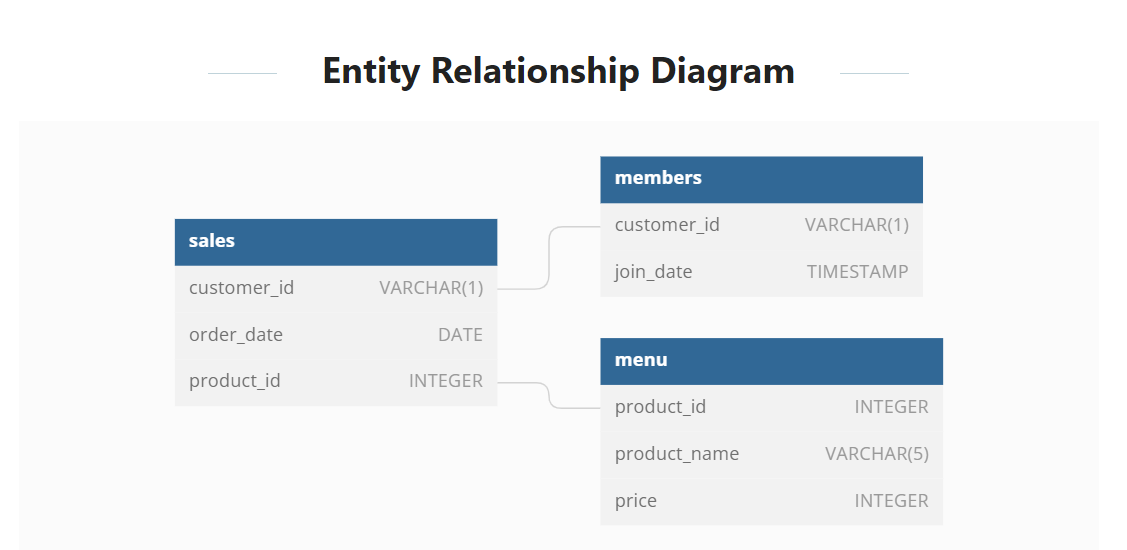 Entity Relationship Diagram
sales
customer_id VARCHAR(1)
order_date DATE
product_id INTEGER
members
customer_id VARCHAR(1)
join_date TIMESTAMP
menu
product_id INTEGER
product_name VARCHAR(5)
price INTEGER